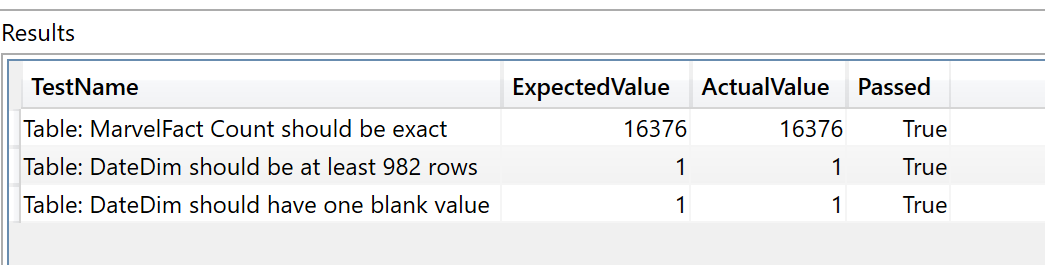 Results
TestName ExpectedValue ActualValue Passed
Table: MarvelFact Count should be exact 16376 16376 True
Table: DateDim should be at least 982 rows 1 1 True
Table: DateDim should have one blank value 1 1 True